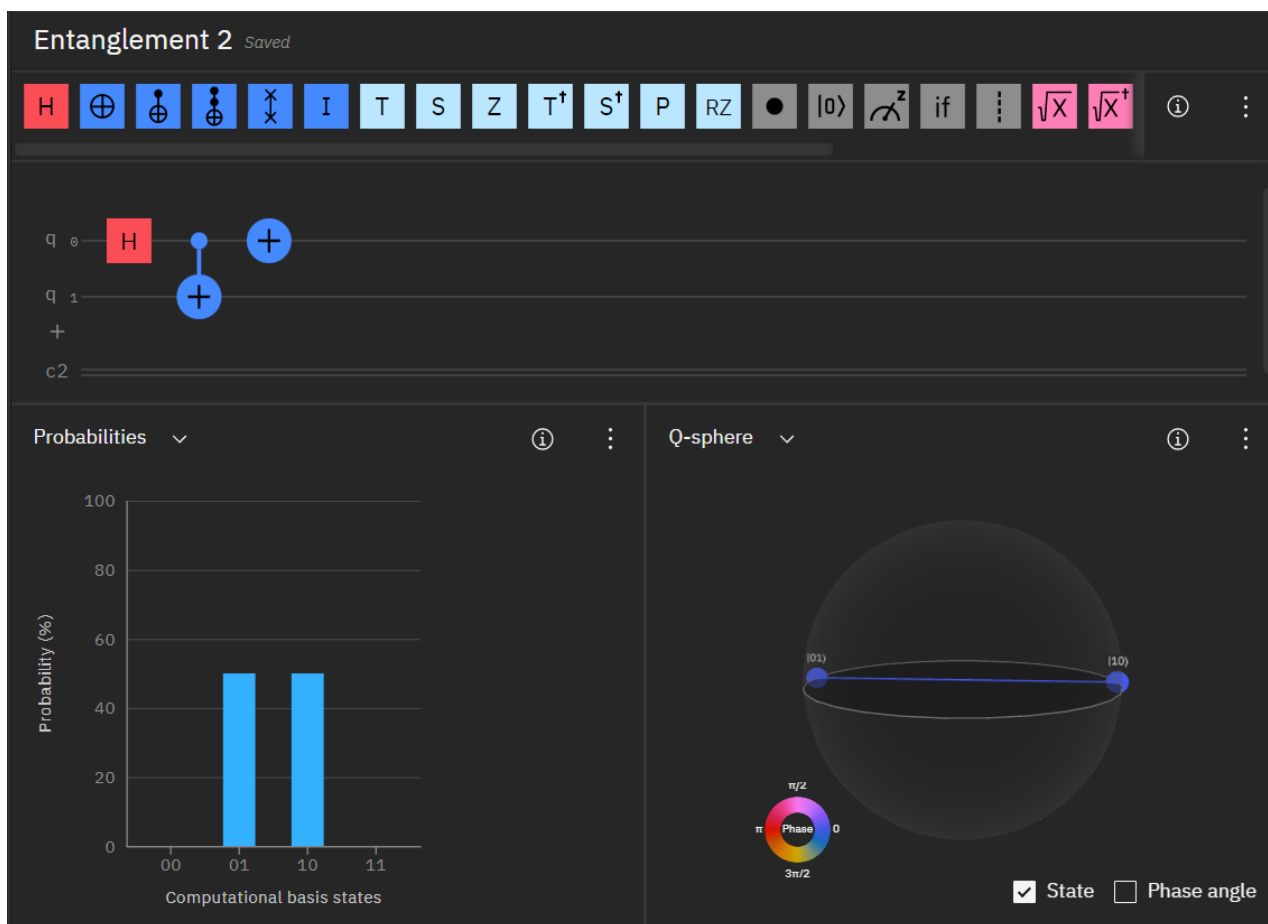 Entanglement 2 Saved
H I T S Z T† S† P RZ |0⟩ z if √X √X†
q 0 H
q 1
+
c2
Probabilities
Q-sphere
100
80
60
40
20
0
Probability (%)
00 01 10 11
Computational basis states
|01⟩
|10⟩
π/2
π Phase 0
3π/2
State Phase angle